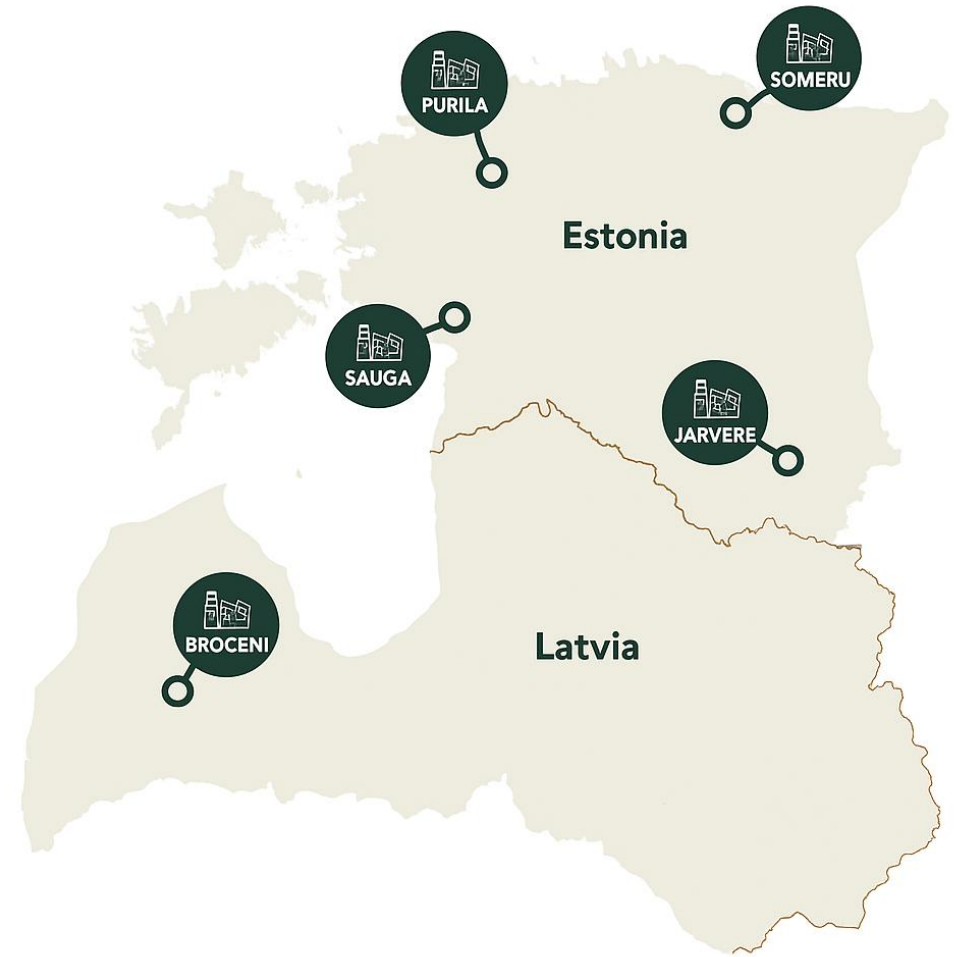 SOMERU
PURILA
Estonia
SAUGA
JARVERE
BROCENI
Latvia